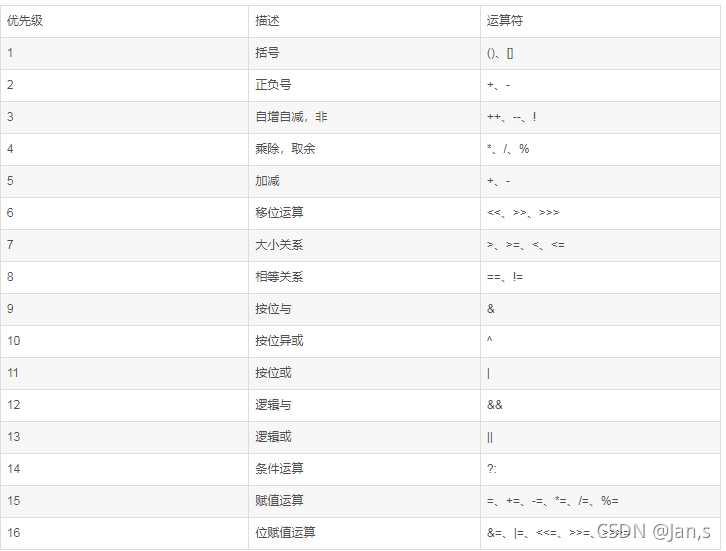 优先级 描述 运算符
1 括号 ()、[]
2 正负号 +、-
3 自增自减，非 ++、--、!
4 乘除，取余 *、/、%
5 加减 +、-
6 移位运算 <<、>>、>>>
7 大小关系 >、>=、<、<=
8 相等关系 ==、!=
9 按位与 &
10 按位异或 ^
11 按位或 |
12 逻辑与 &&
13 逻辑或 ||
14 条件运算 ?:
15 赋值运算 =、+=、-=、*=、/=、%=
16 位赋值运算 &=、|=、<<=、>>=、>>>=
CSDN @Jan,s